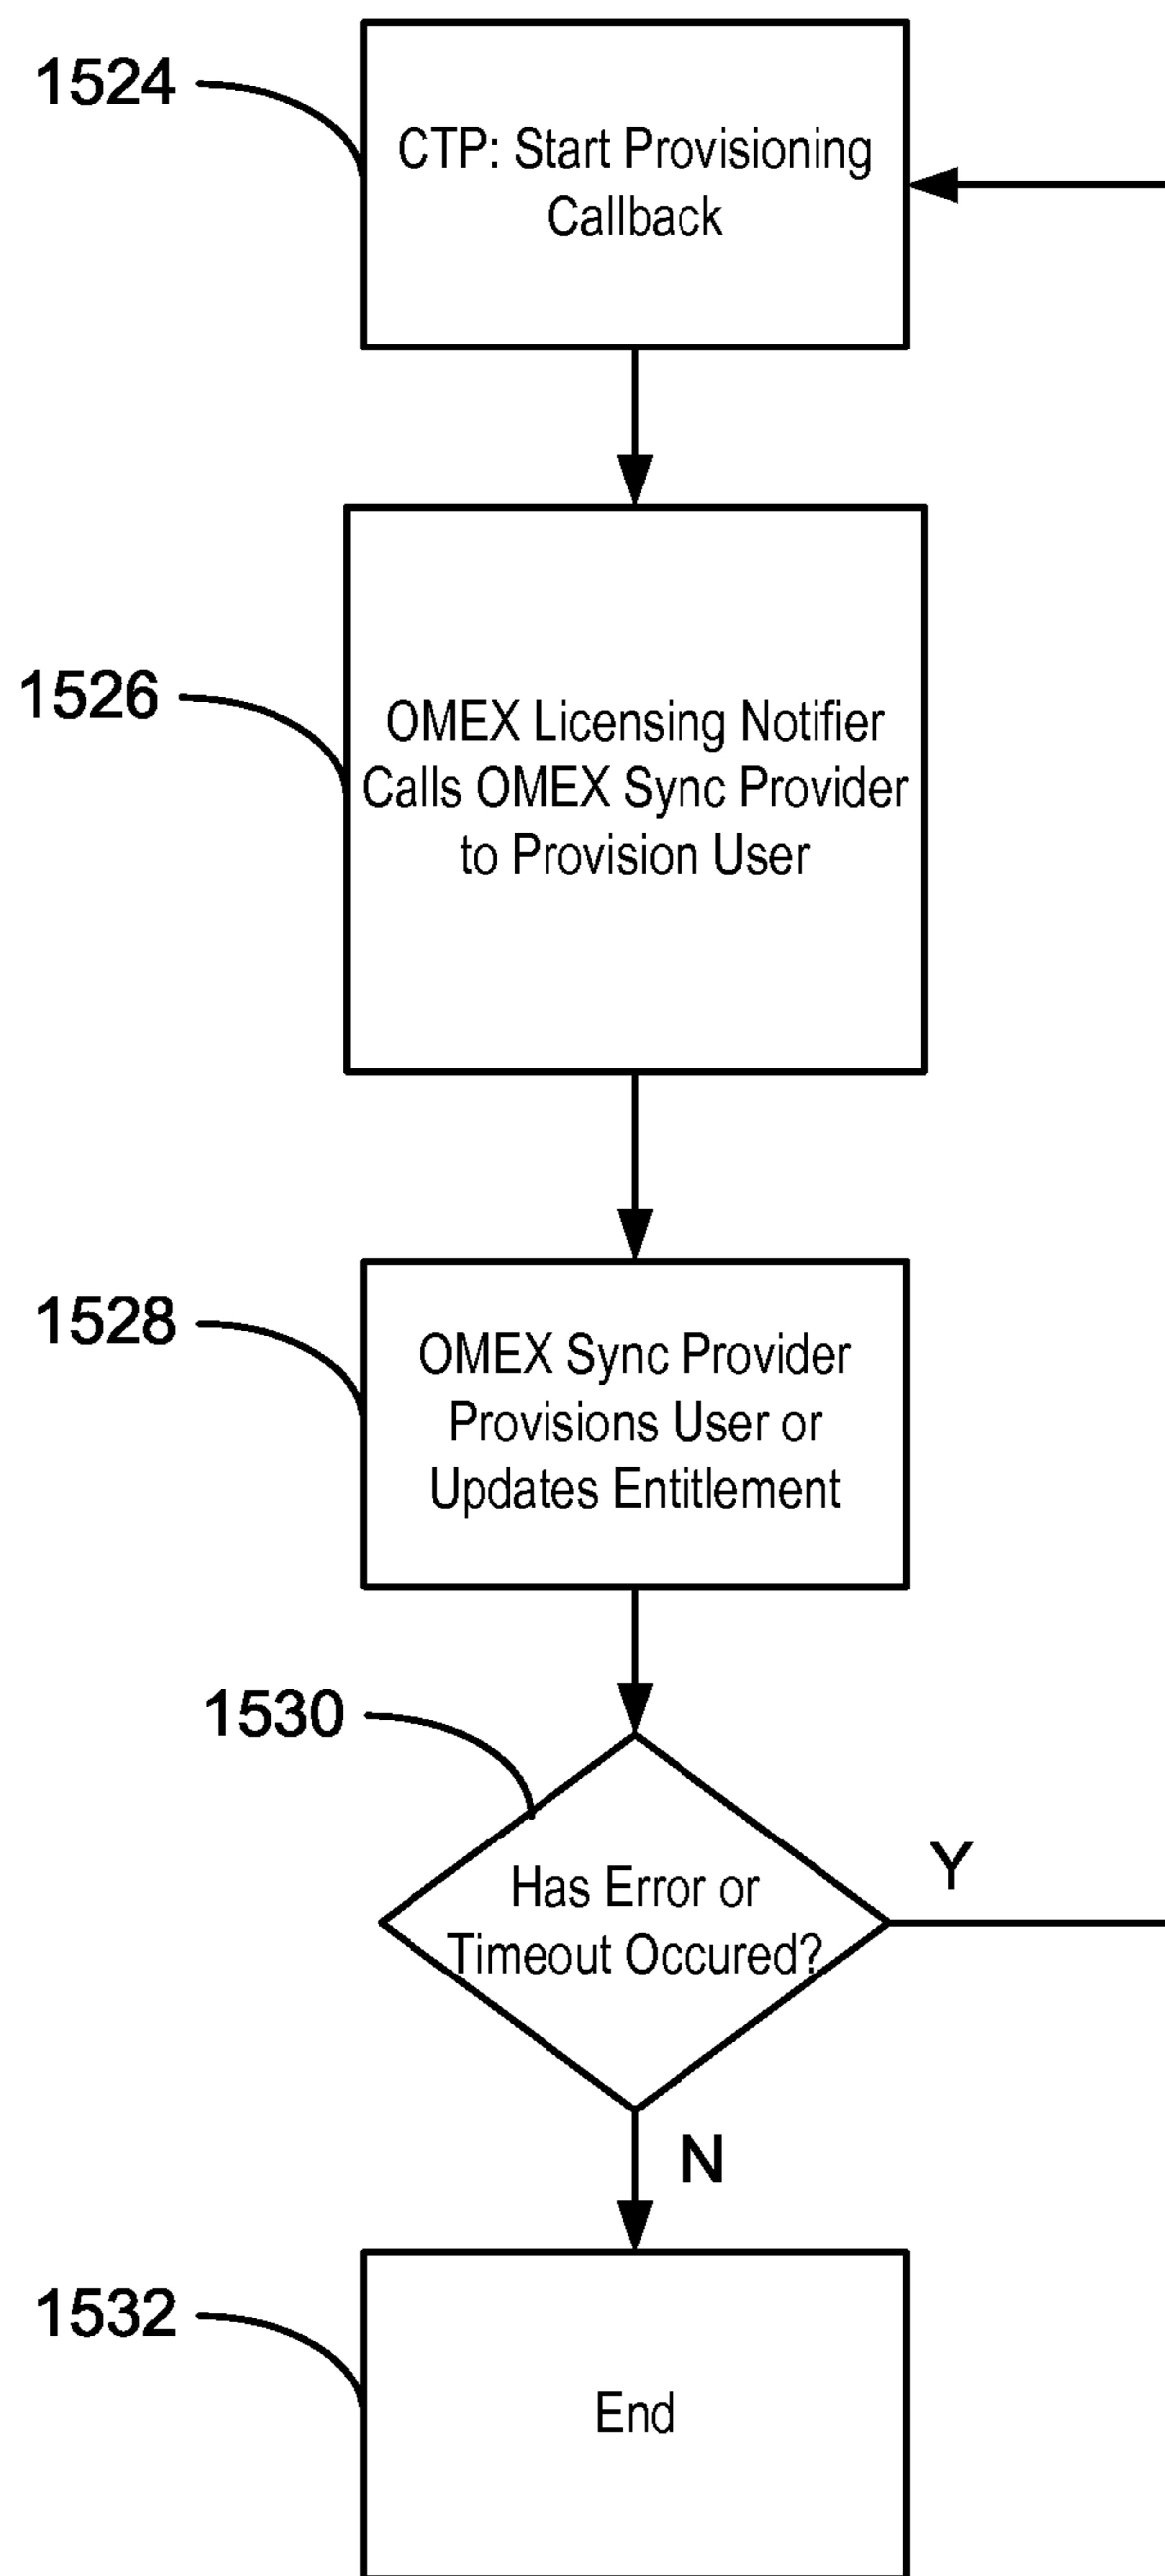 1524
CTP: Start Provisioning
Callback
1526
OMEX Licensing Notifier
Calls OMEX Sync Provider
to Provision User
1528
OMEX Sync Provider
Provisions User or
Updates Entitlement
1530
Has Error or
Timeout Occured?
Y
N
1532
End